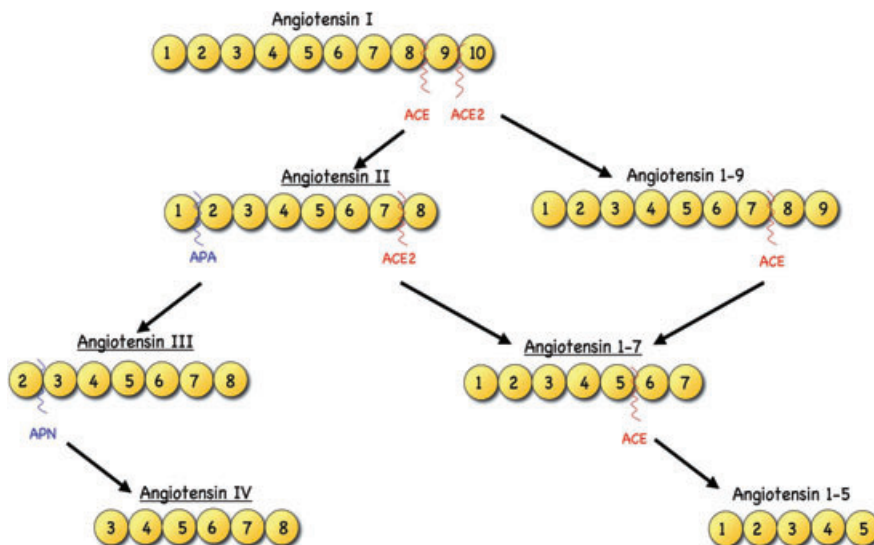 Angiotensin I
1 2 3 4 5 6 7 8 9 10
ACE ACE2
Angiotensin II
1 2 3 4 5 6 7 8
APA ACE2
Angiotensin 1-9
1 2 3 4 5 6 7 8 9
ACE
Angiotensin III
2 3 4 5 6 7 8
APN
Angiotensin 1-7
1 2 3 4 5 6 7
ACE
Angiotensin IV
3 4 5 6 7 8
Angiotensin 1-5
1 2 3 4 5